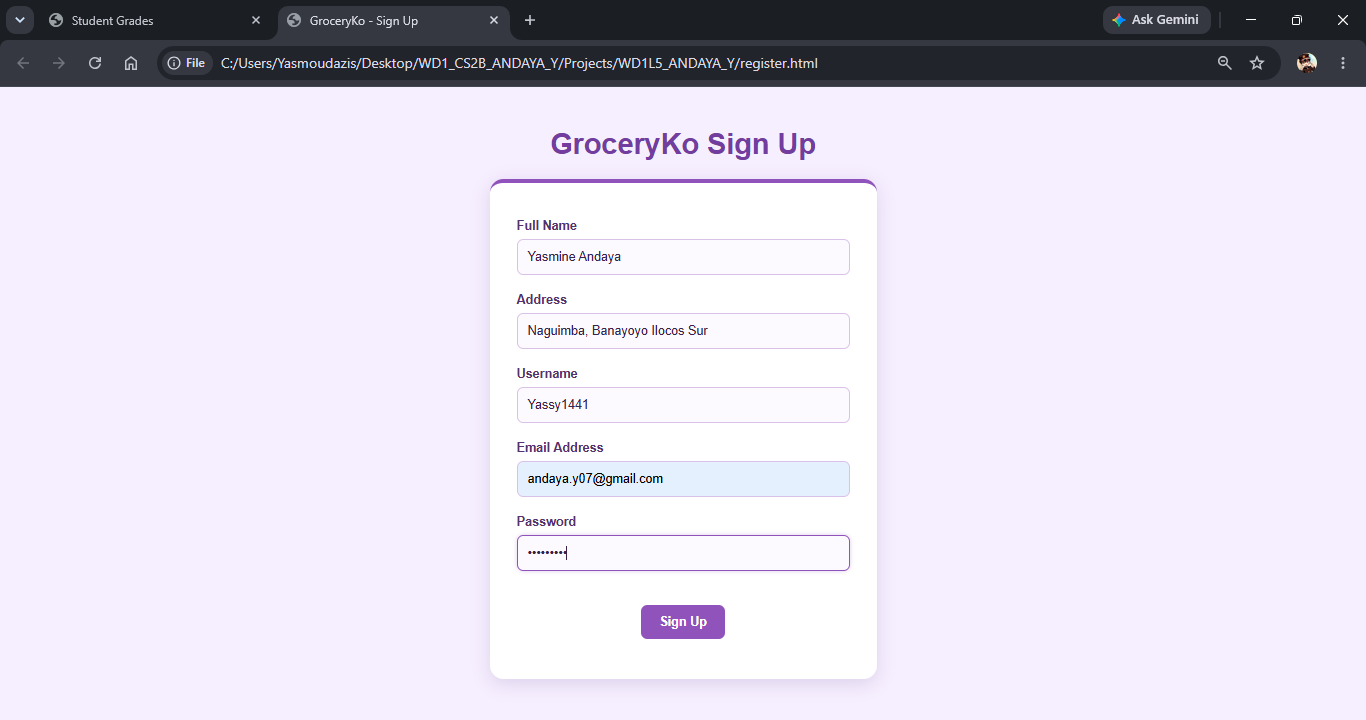 Student Grades
GroceryKo - Sign Up
Ask Gemini
File
C:/Users/Yasmoudazis/Desktop/WD1_CS2B_ANDAYA_Y/Projects/WD1L5_ANDAYA_Y/register.html
GroceryKo Sign Up
Full Name
Yasmine Andaya
Address
Naguimba, Banayoyo Ilocos Sur
Username
Yassy1441
Email Address
andaya.y07@gmail.com
Password
•••••••••
Sign Up